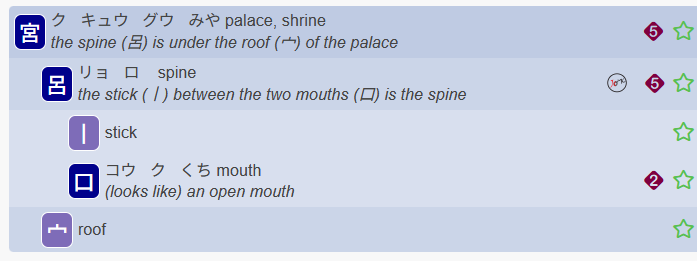 宮 ク キュウ グウ みや palace, shrine 5
the spine (呂) is under the roof (宀) of the palace
呂 リョ ロ spine 5
the stick (丨) between the two mouths (口) is the spine
丨 stick
口 コウ ク くち mouth 2
(looks like) an open mouth
宀 roof